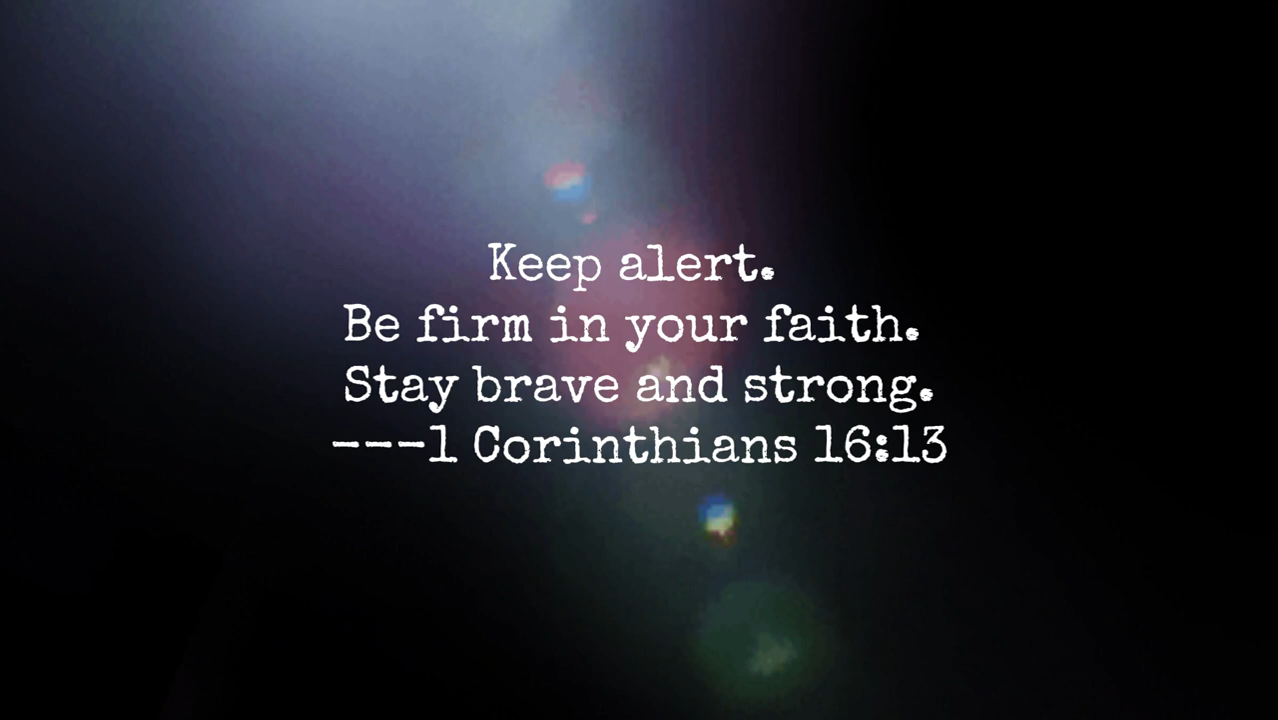 Keep alert.
Be firm in your faith.
Stay brave and strong.
---1 Corinthians 16:13